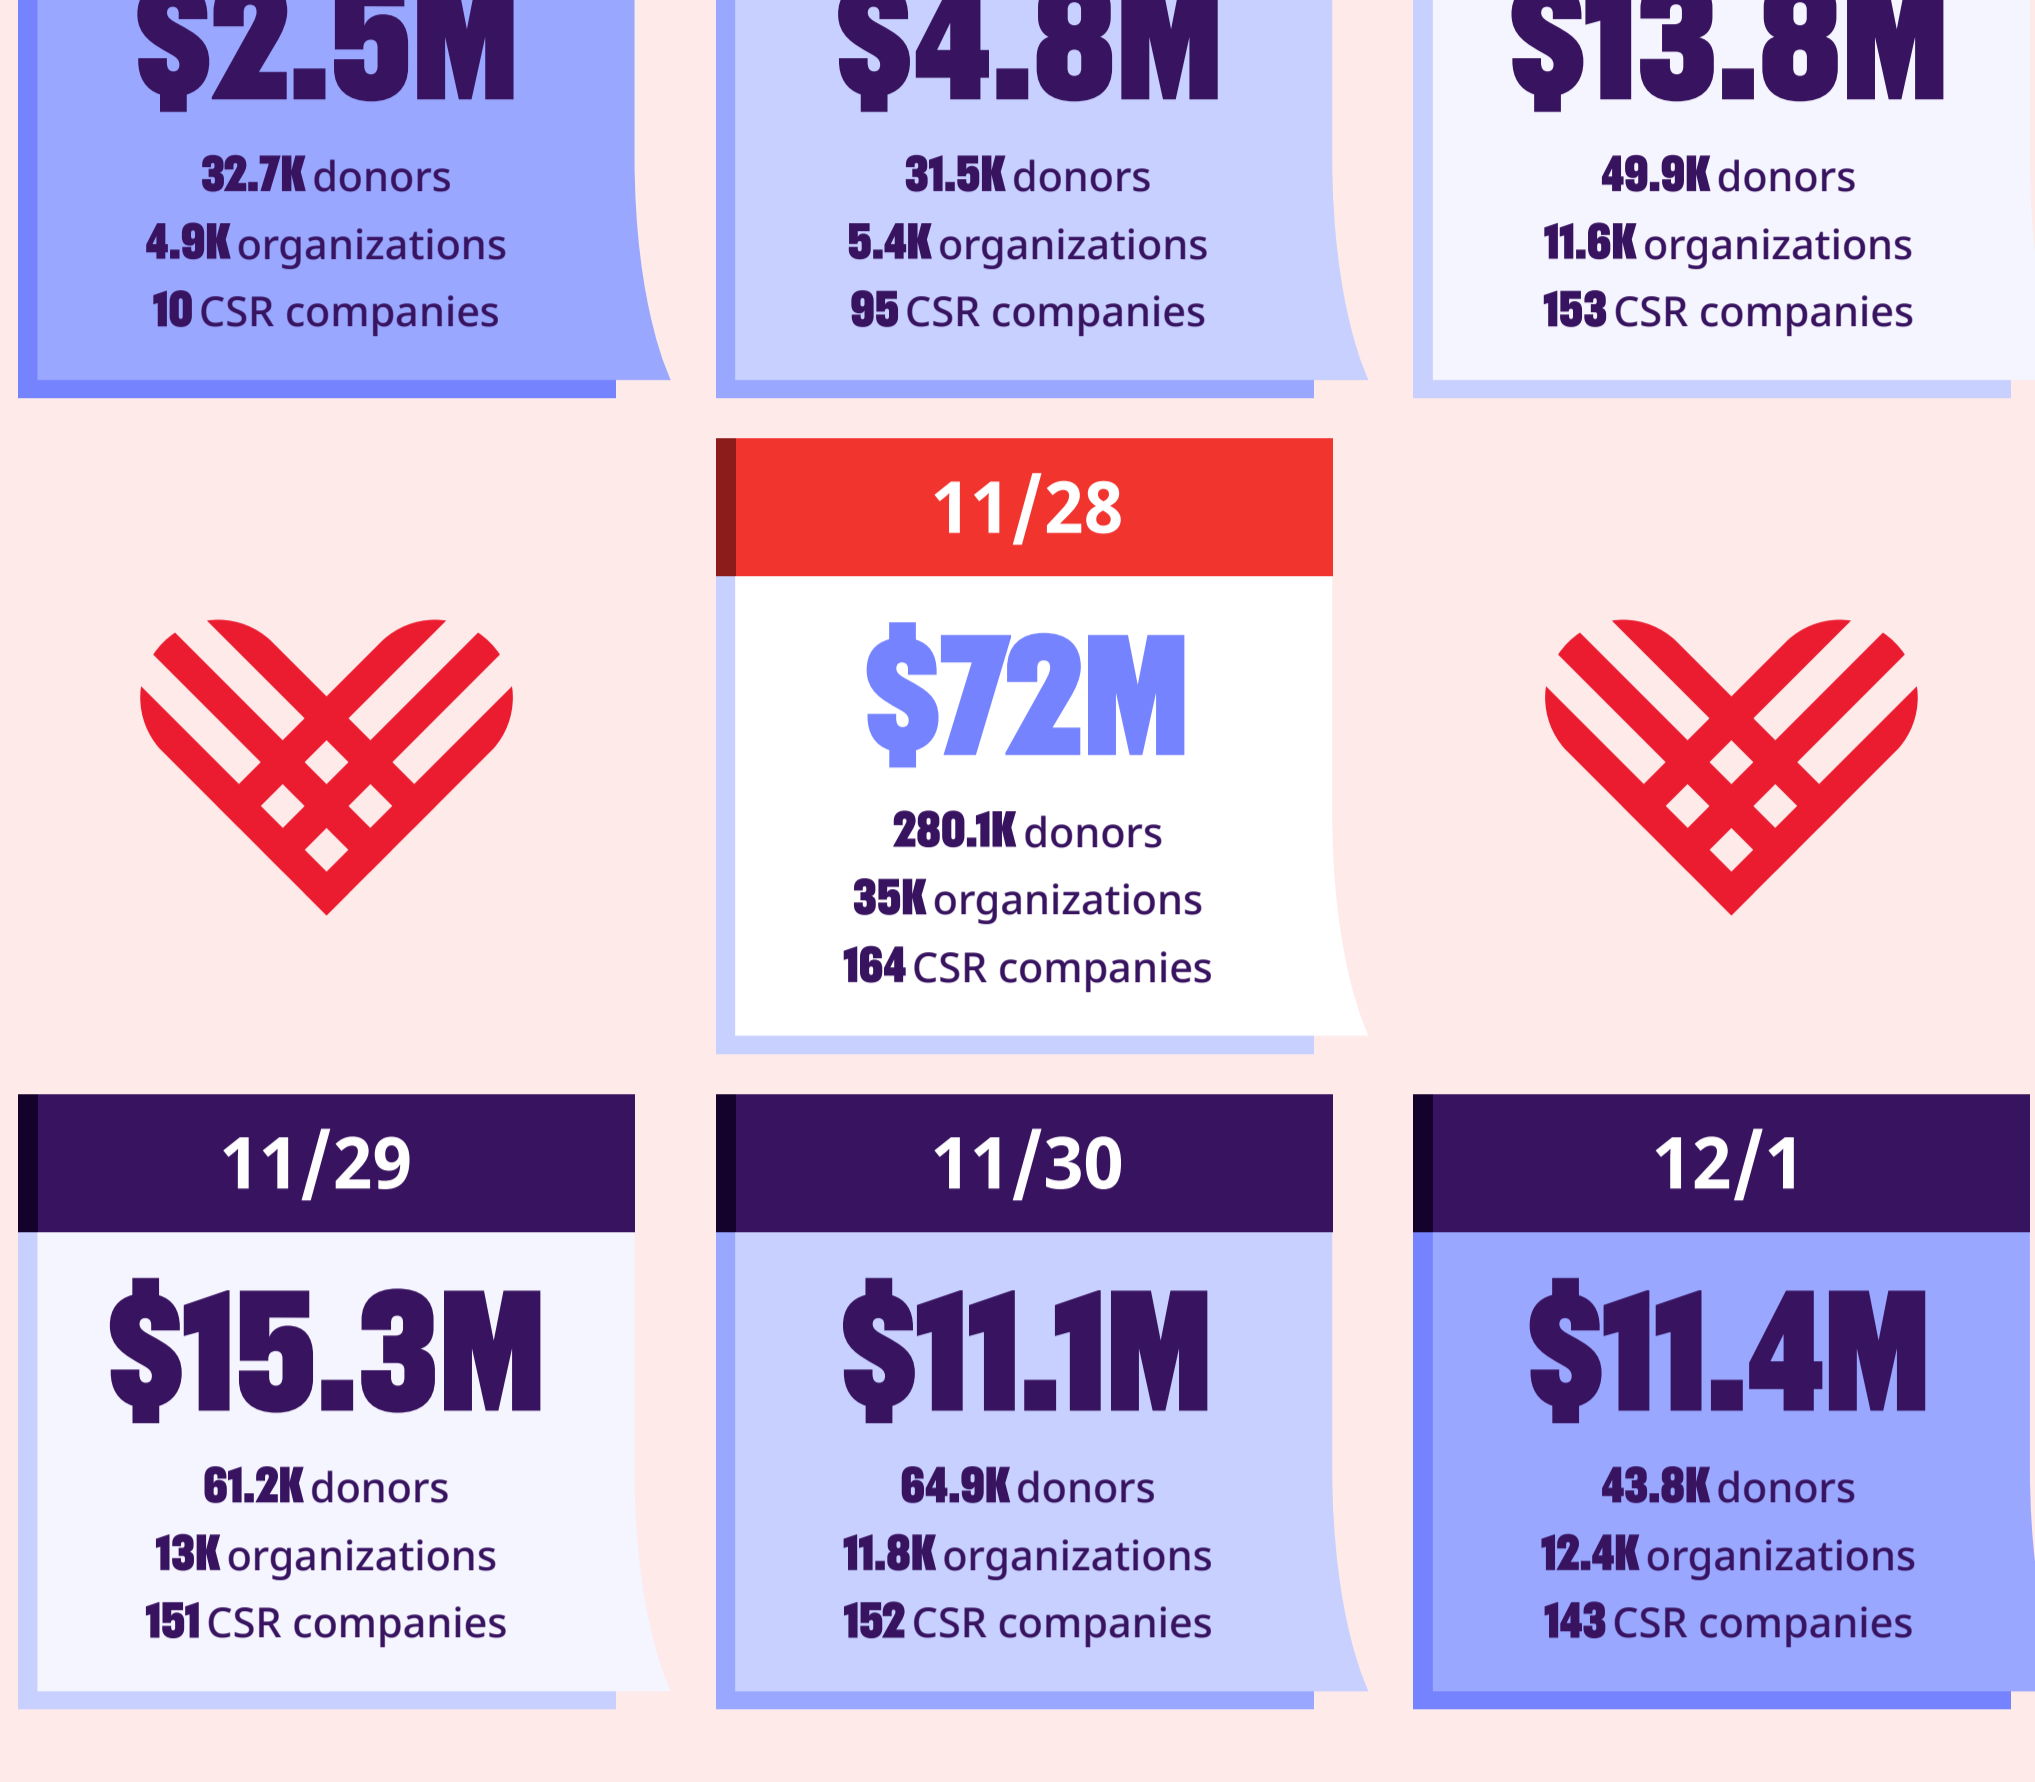 $2.5M
32.7K donors
4.9K organizations
10 CSR companies
$4.8M
31.5K donors
5.4K organizations
95 CSR companies
$13.8M
49.9K donors
11.6K organizations
153 CSR companies
11/28
$72M
280.1K donors
35K organizations
164 CSR companies
11/29
$15.3M
61.2K donors
13K organizations
151 CSR companies
11/30
$11.1M
64.9K donors
11.8K organizations
152 CSR companies
12/1
$11.4M
43.8K donors
12.4K organizations
143 CSR companies